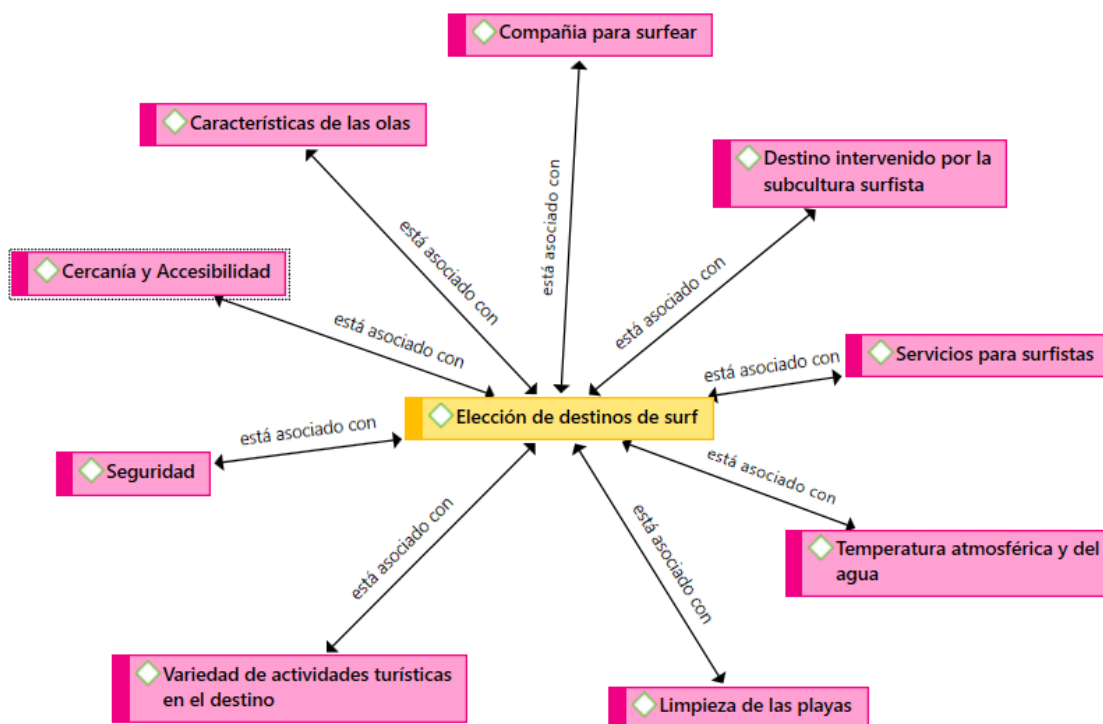 Compañia para surfear
Características de las olas
Destino intervenido por la
subcultura surfista
está asociado con
está asociado con
está asociado con
Cercanía y Accesibilidad
está asociado con
Servicios para surfistas
está asociado con
Elección de destinos de surf
está asociado con
Seguridad
está asociado con
está asociado con
está asociado con
Temperatura atmosférica y del
agua
Variedad de actividades turísticas
en el destino
Limpieza de las playas